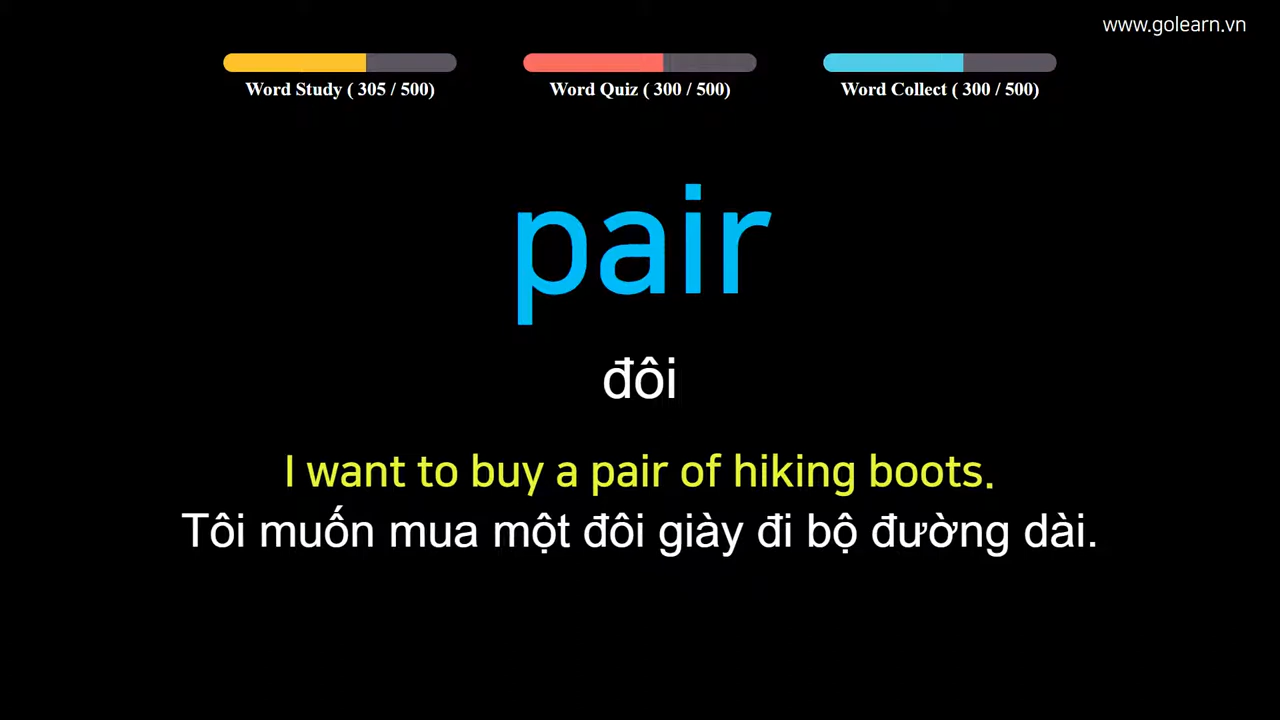 www.golearn.vn
Word Study ( 305 / 500)
Word Quiz ( 300 / 500)
Word Collect ( 300 / 500)
pair
đôi
I want to buy a pair of hiking boots.
Tôi muốn mua một đôi giày đi bộ đường dài.